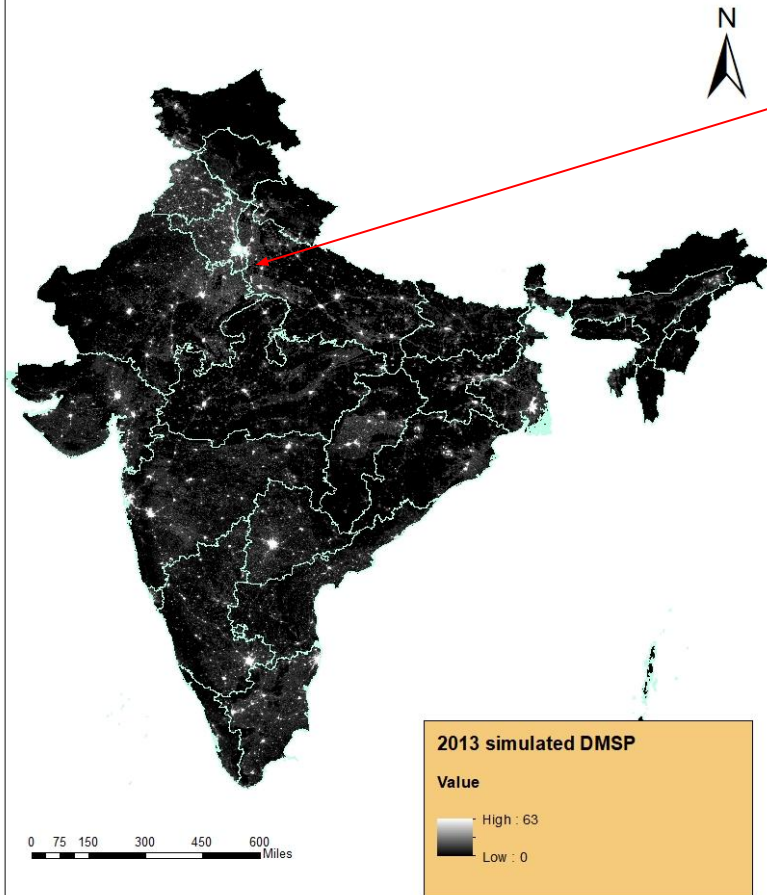 N
2013 simulated DMSP
Value
High : 63
Low : 0
0 75 150 300 450 600
Miles